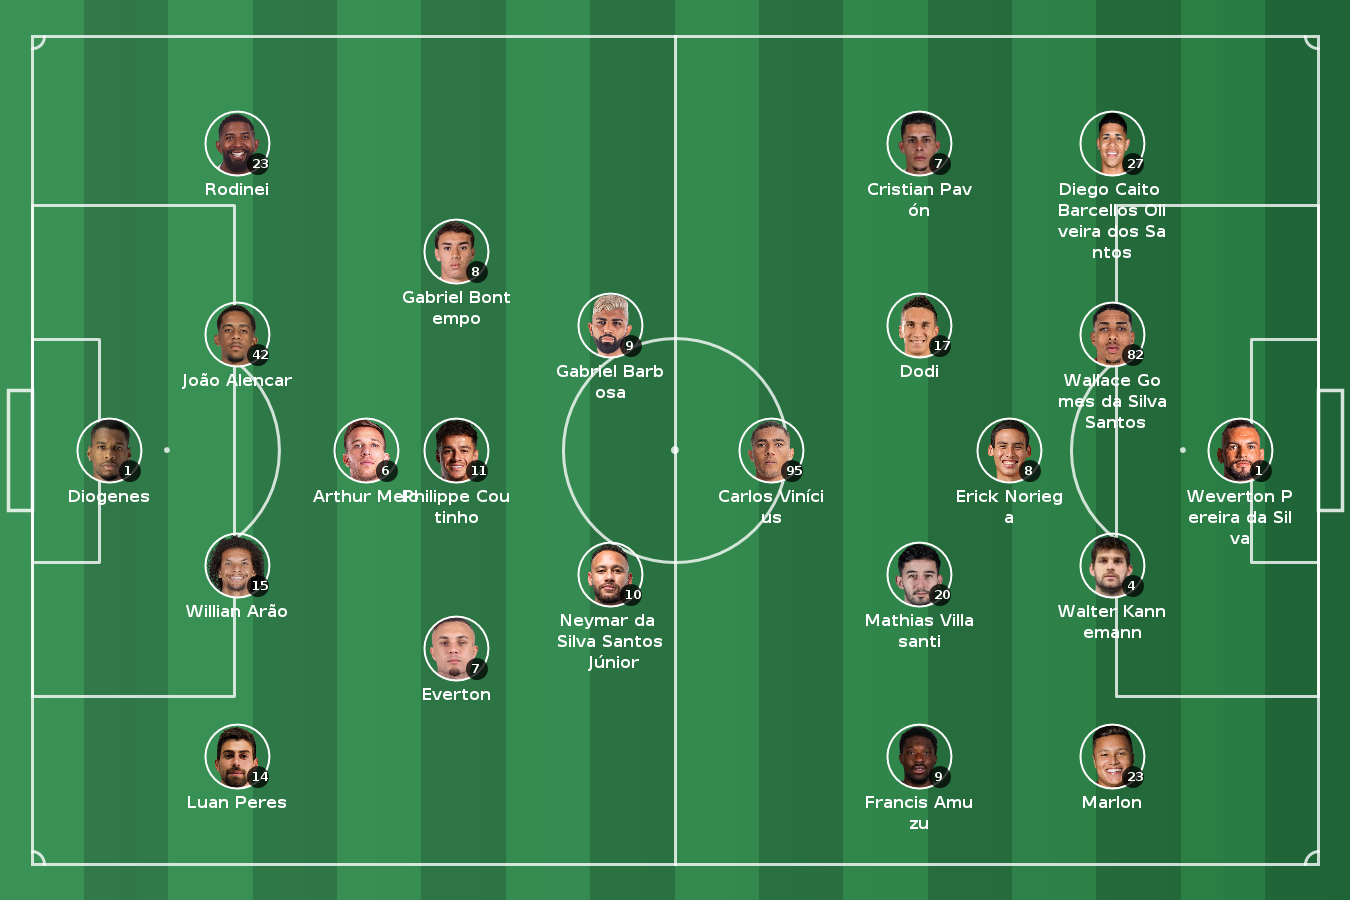 23
Rodinei
7
Cristian Pav
ón
27
Diego Caito
Barcellos Oli
veira dos Sa
ntos
8
Gabriel Bont
empo
42
João Alencar
9
Gabriel Barb
osa
17
Dodi
82
Wallace Go
mes da Silva
Santos
1
Diogenes
6
Arthur Melo
11
Philippe Cou
tinho
95
Carlos Viníci
us
8
Erick Norieg
a
1
Weverton P
ereira da Sil
va
15
Willian Arão
10
Neymar da
Silva Santos
Júnior
20
Mathias Villa
santi
4
Walter Kann
emann
7
Everton
14
Luan Peres
9
Francis Amu
zu
23
Marlon